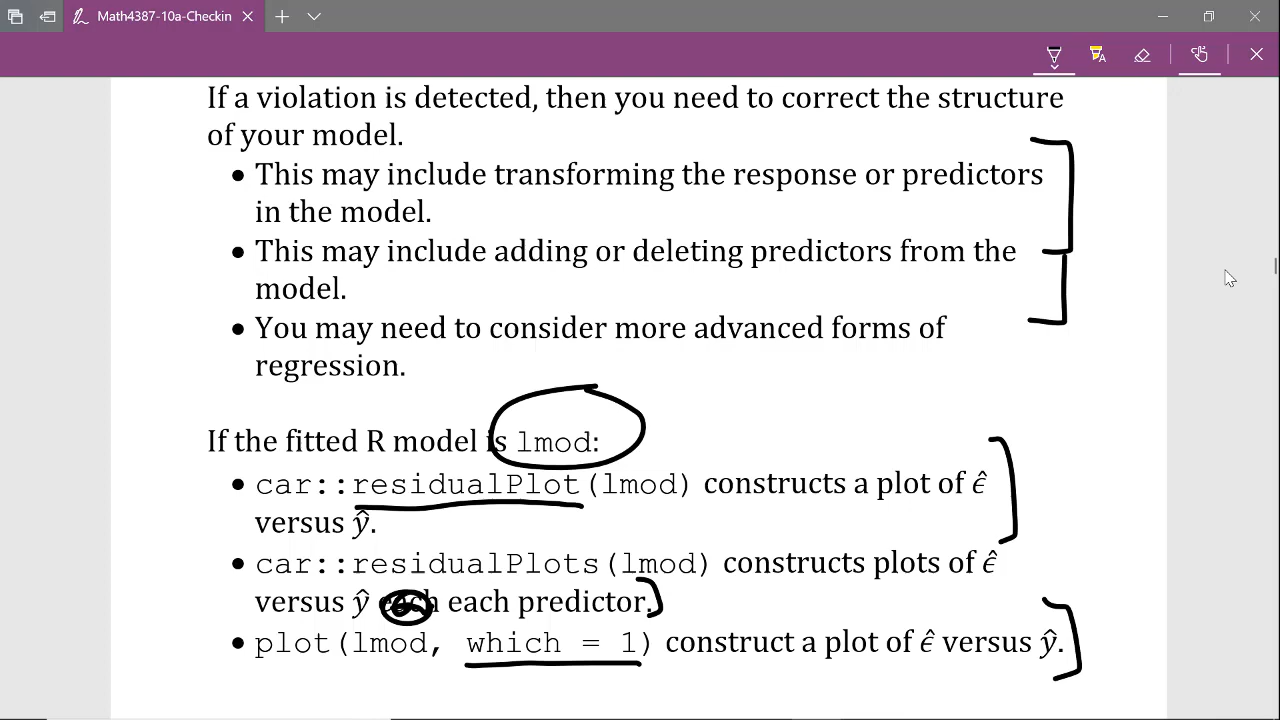 Math4387-10a-Checkin
If a violation is detected, then you need to correct the structure
of your model.
• This may include transforming the response or predictors
in the model.
• This may include adding or deleting predictors from the
model.
• You may need to consider more advanced forms of
regression.
If the fitted R model is lmod:
• car::residualPlot(lmod) constructs a plot of ε̂
versus ŷ.
• car::residualPlots(lmod) constructs plots of ε̂
versus ŷ each each predictor.
• plot(lmod, which = 1) construct a plot of ε̂ versus ŷ.